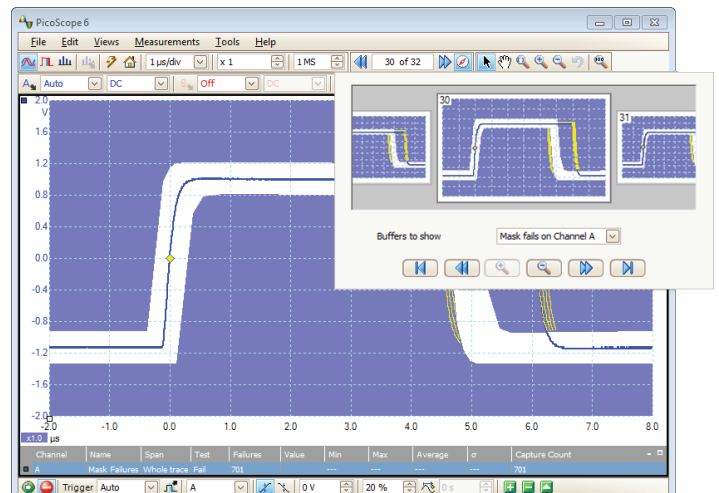 PicoScope 6
File Edit Views Measurements Tools Help
1 µs/div x 1 1 MS 30 of 32
A Auto DC B Off DC
30
31
Buffers to show Mask fails on Channel A
2.0
V
1.6
1.2
0.8
0.4
0.0
-0.4
-0.8
-1.2
-1.6
-2.0
-2.0 -1.0 0.0 1.0 2.0 3.0 4.0 5.0 6.0 7.0 8.0
x1.0 µs
Channel Name Span Test Failures Value Min Max Average σ Capture Count
A Mask Failures Whole trace Fail 701 --- --- --- --- 701
Trigger Auto A 0 V 20 % 0 s